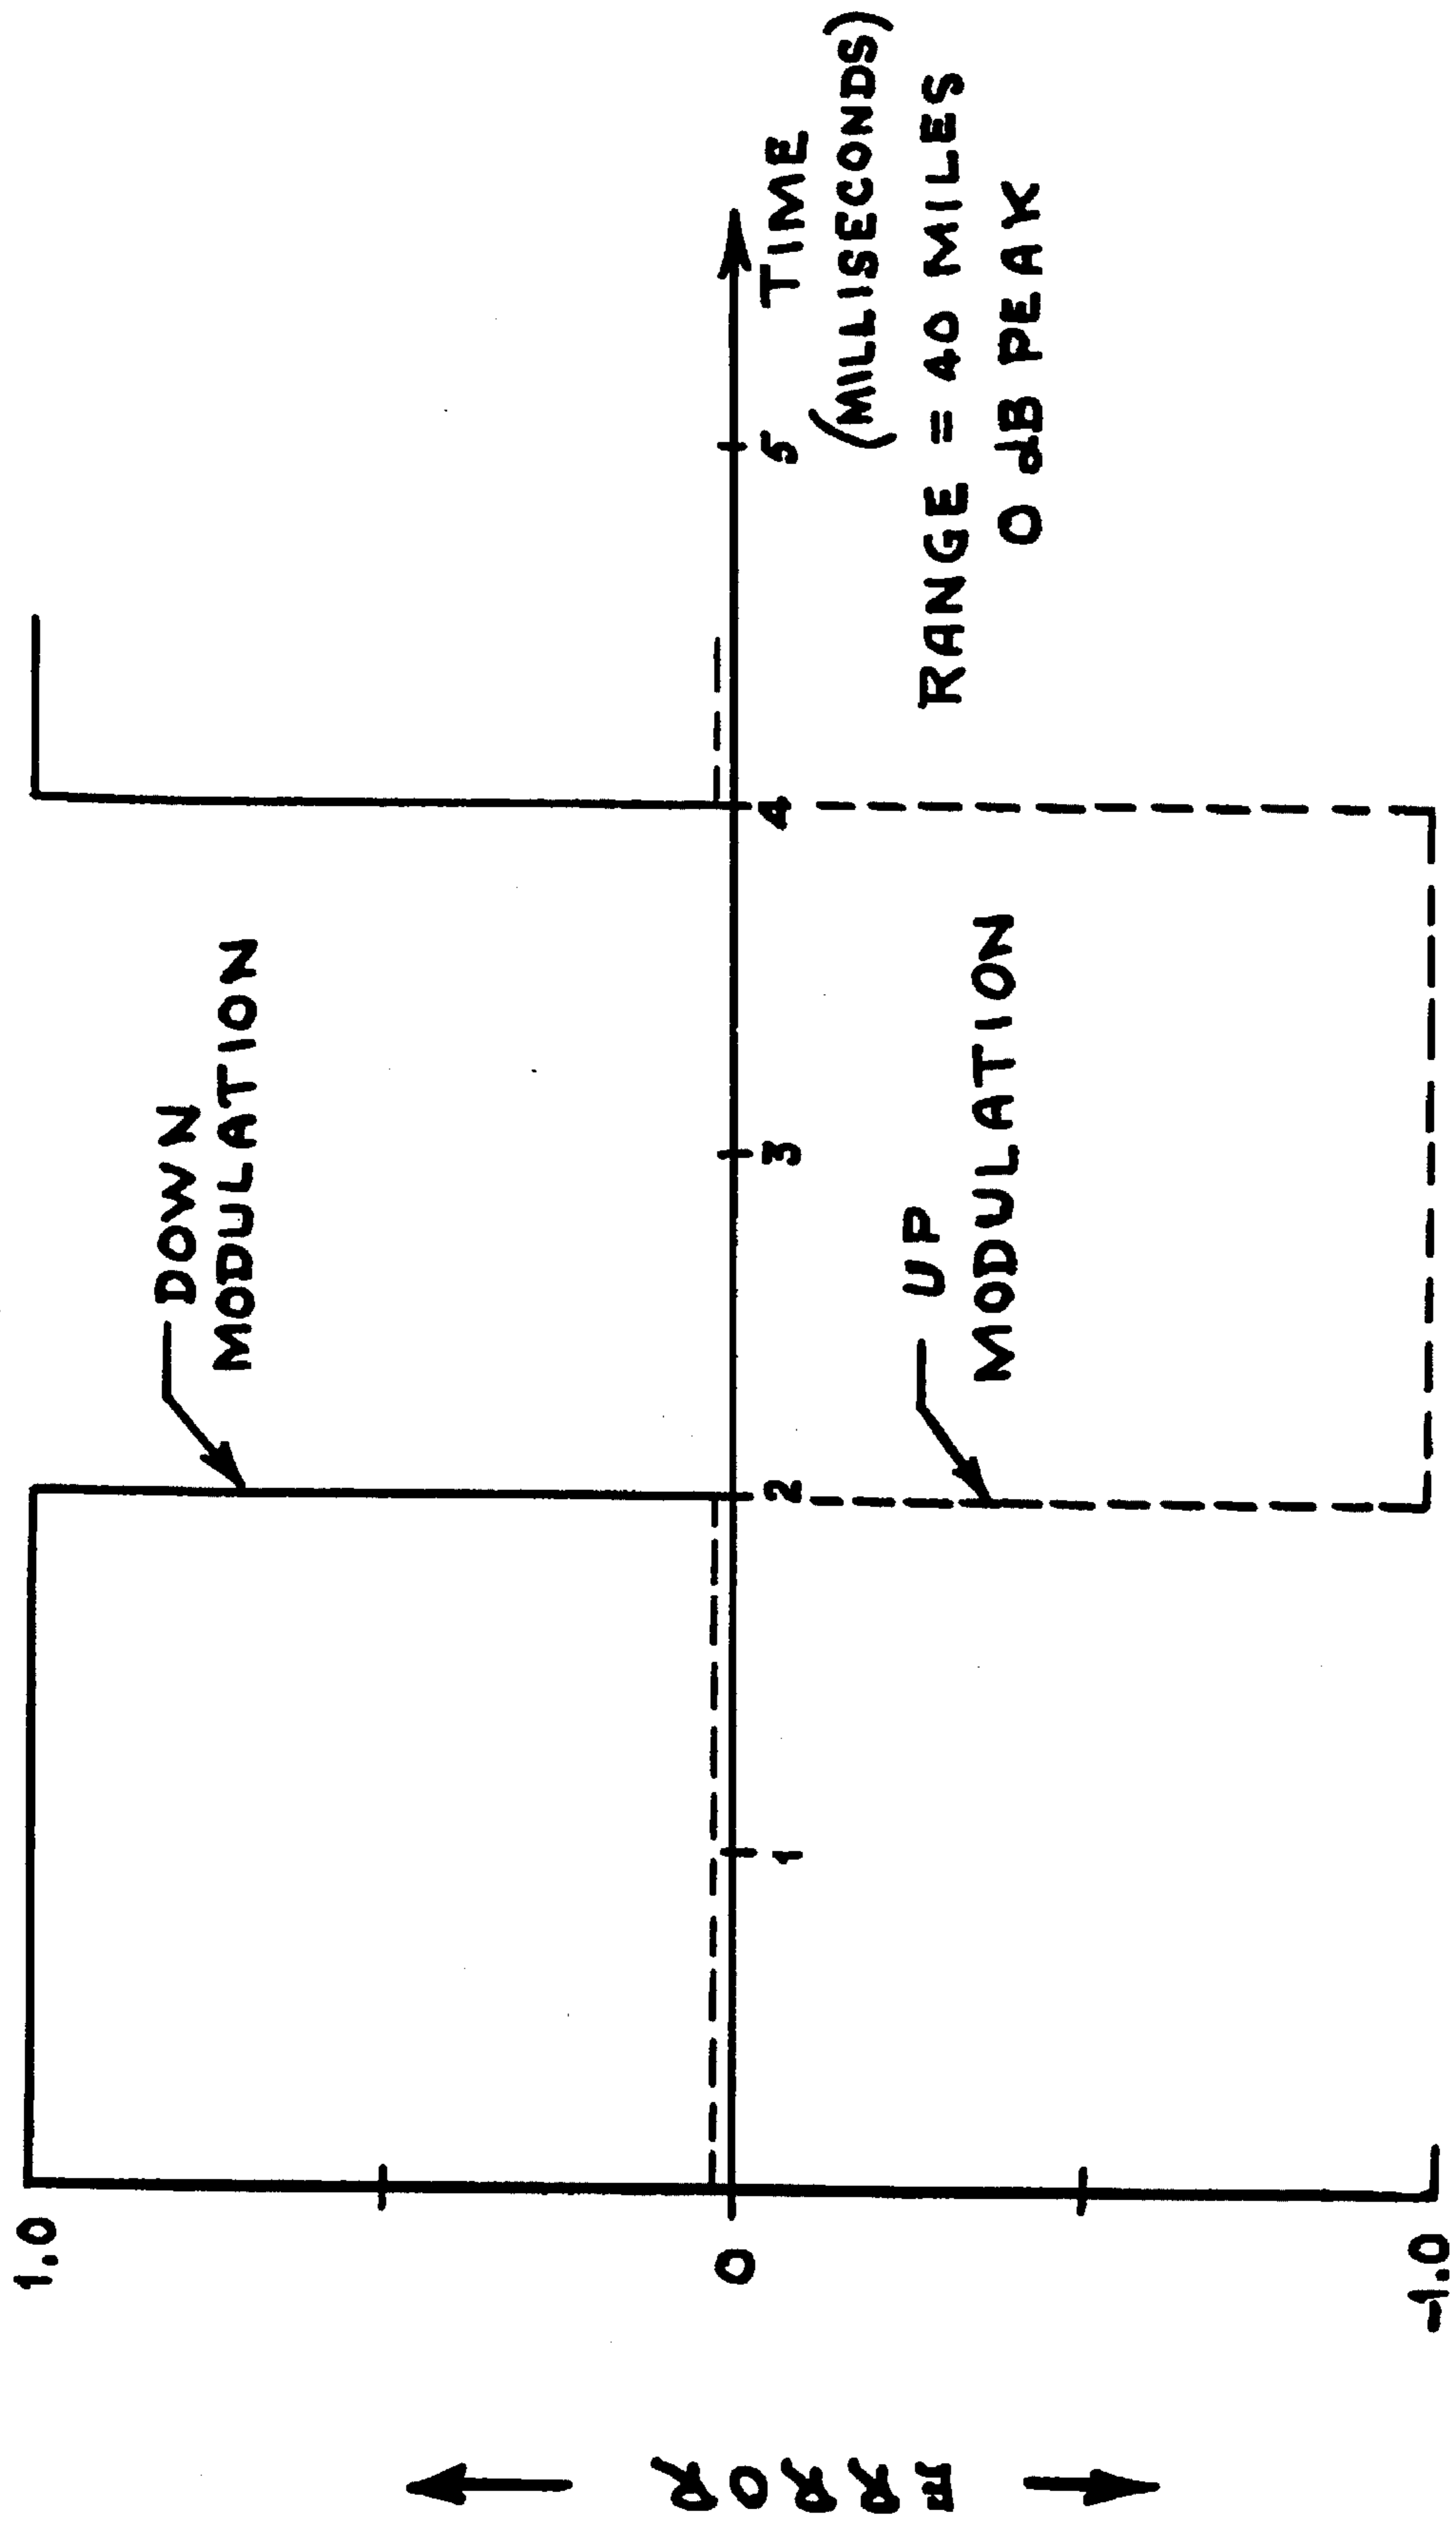 1.0
DOWN
MODULATION
0
1
2
3
4
5
TIME
(MILLISECONDS)
UP
MODULATION
RANGE = 40 MILES
0 dB PEAK
-1.0
ERROR